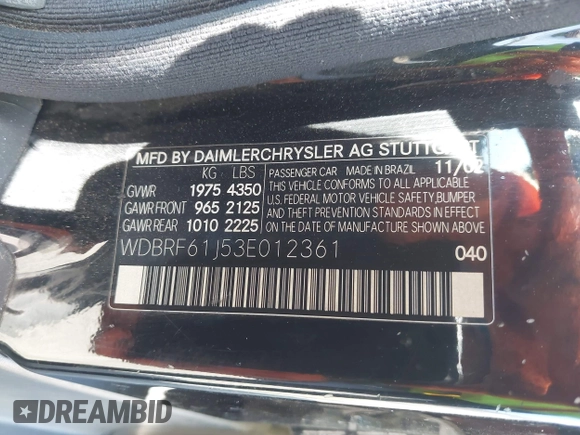 MFD BY DAIMLERCHRYSLER AG STUTTGART
KG LBS
GVWR 1975 4350
GAWR FRONT 965 2125
GAWR REAR 1010 2225
PASSENGER CAR MADE IN BRAZIL 11/02
THIS VEHICLE CONFORMS TO ALL APPLICABLE
U.S. FEDERAL MOTOR VEHICLE SAFETY,BUMPER
AND THEFT PREVENTION STANDARDS IN EFFECT
ON THE DATE OF MANUFACTURE SHOWN ABOVE.
WDBRF61J53E012361 040
DREAMBID